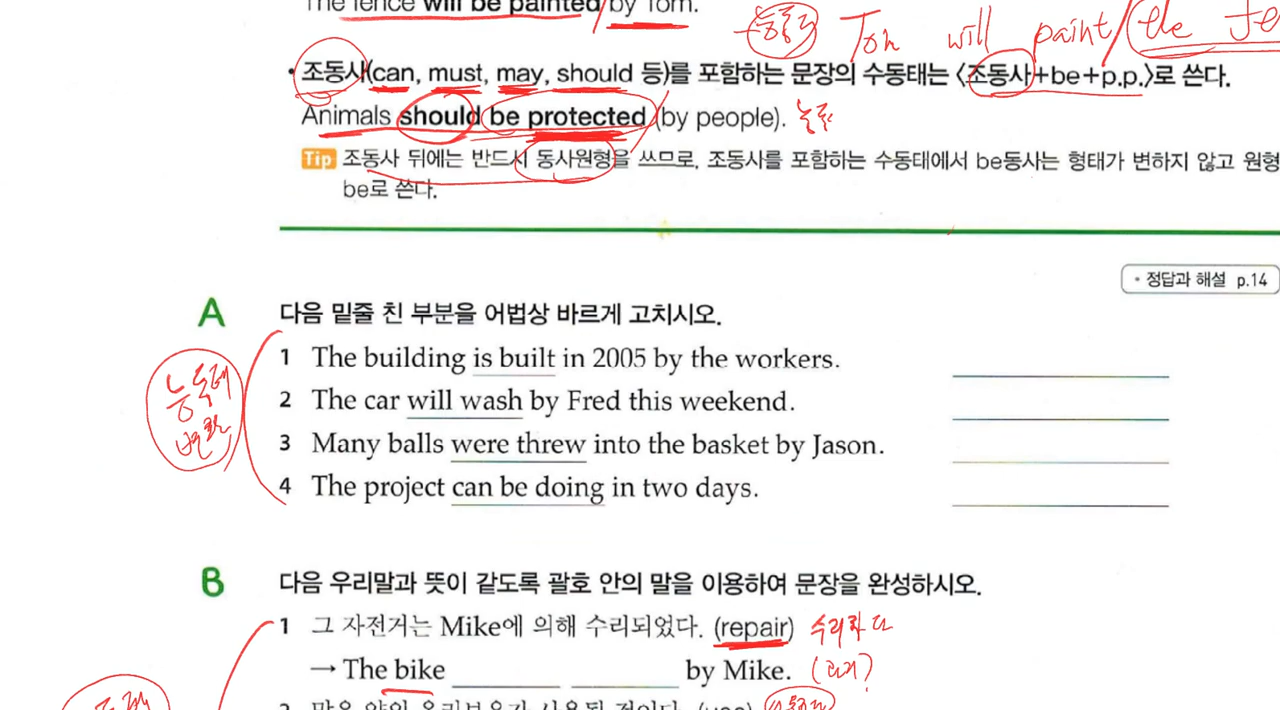 The fence will be painted by Tom.
능동 Tom will paint the fe
• 조동사(can, must, may, should 등)를 포함하는 문장의 수동태는 〈조동사+be+p.p.〉로 쓴다.
Animals should be protected (by people). 능동
Tip 조동사 뒤에는 반드시 동사원형을 쓰므로, 조동사를 포함하는 수동태에서 be동사는 형태가 변하지 않고 원형
be로 쓴다.
• 정답과 해설 p.14
A 다음 밑줄 친 부분을 어법상 바르게 고치시오.
1 The building is built in 2005 by the workers.
2 The car will wash by Fred this weekend.
3 Many balls were threw into the basket by Jason.
4 The project can be doing in two days.
능동태
변환
B 다음 우리말과 뜻이 같도록 괄호 안의 말을 이용하여 문장을 완성하시오.
1 그 자전거는 Mike에 의해 수리되었다. (repair) 수리하다
→ The bike ________ ________ by Mike. (과거)